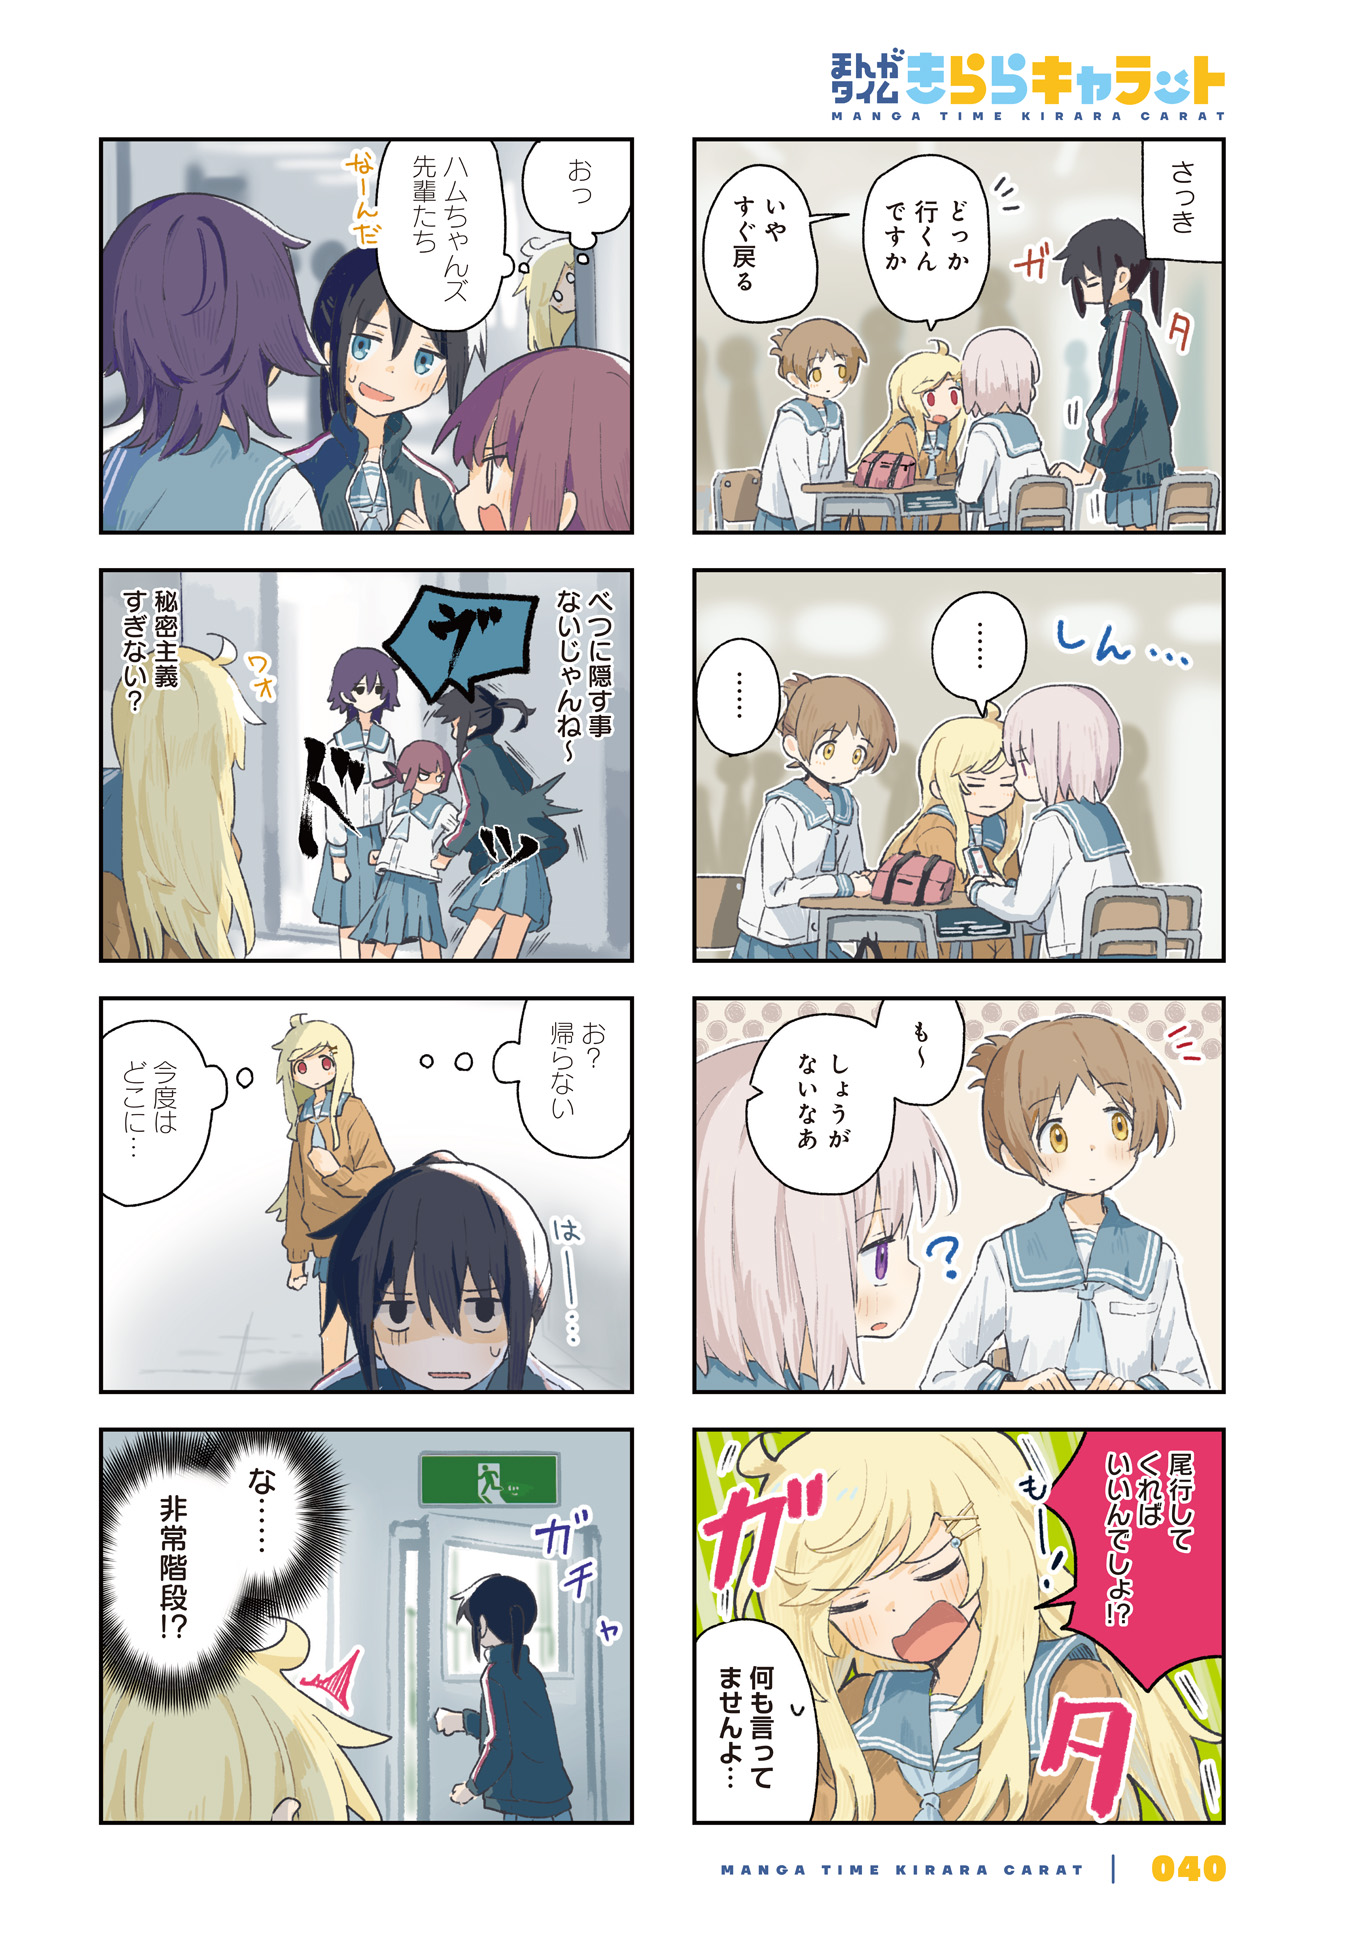 まんが
タイム
きららキャラット
MANGA TIME KIRARA CARAT
さっき
ガ
タ
どっか
行くん
ですか
いや
すぐ戻る
しん…
……
……
も～
しょうが
ないなあ
?
尾行して
くれば
いいんでしょ!?
もー!
ガ
タ
何も言って
ませんよ…
おっ
ハムちゃんズ
先輩たち
なーんだ
べつに隠す事
ないじゃんね～
ヴ
ドッ
ワオ
秘密主義
すぎない?
お?
帰らない
はー…
今度は
どこに…
ガチャ
な……
非常階段!?
MANGA TIME KIRARA CARAT
040